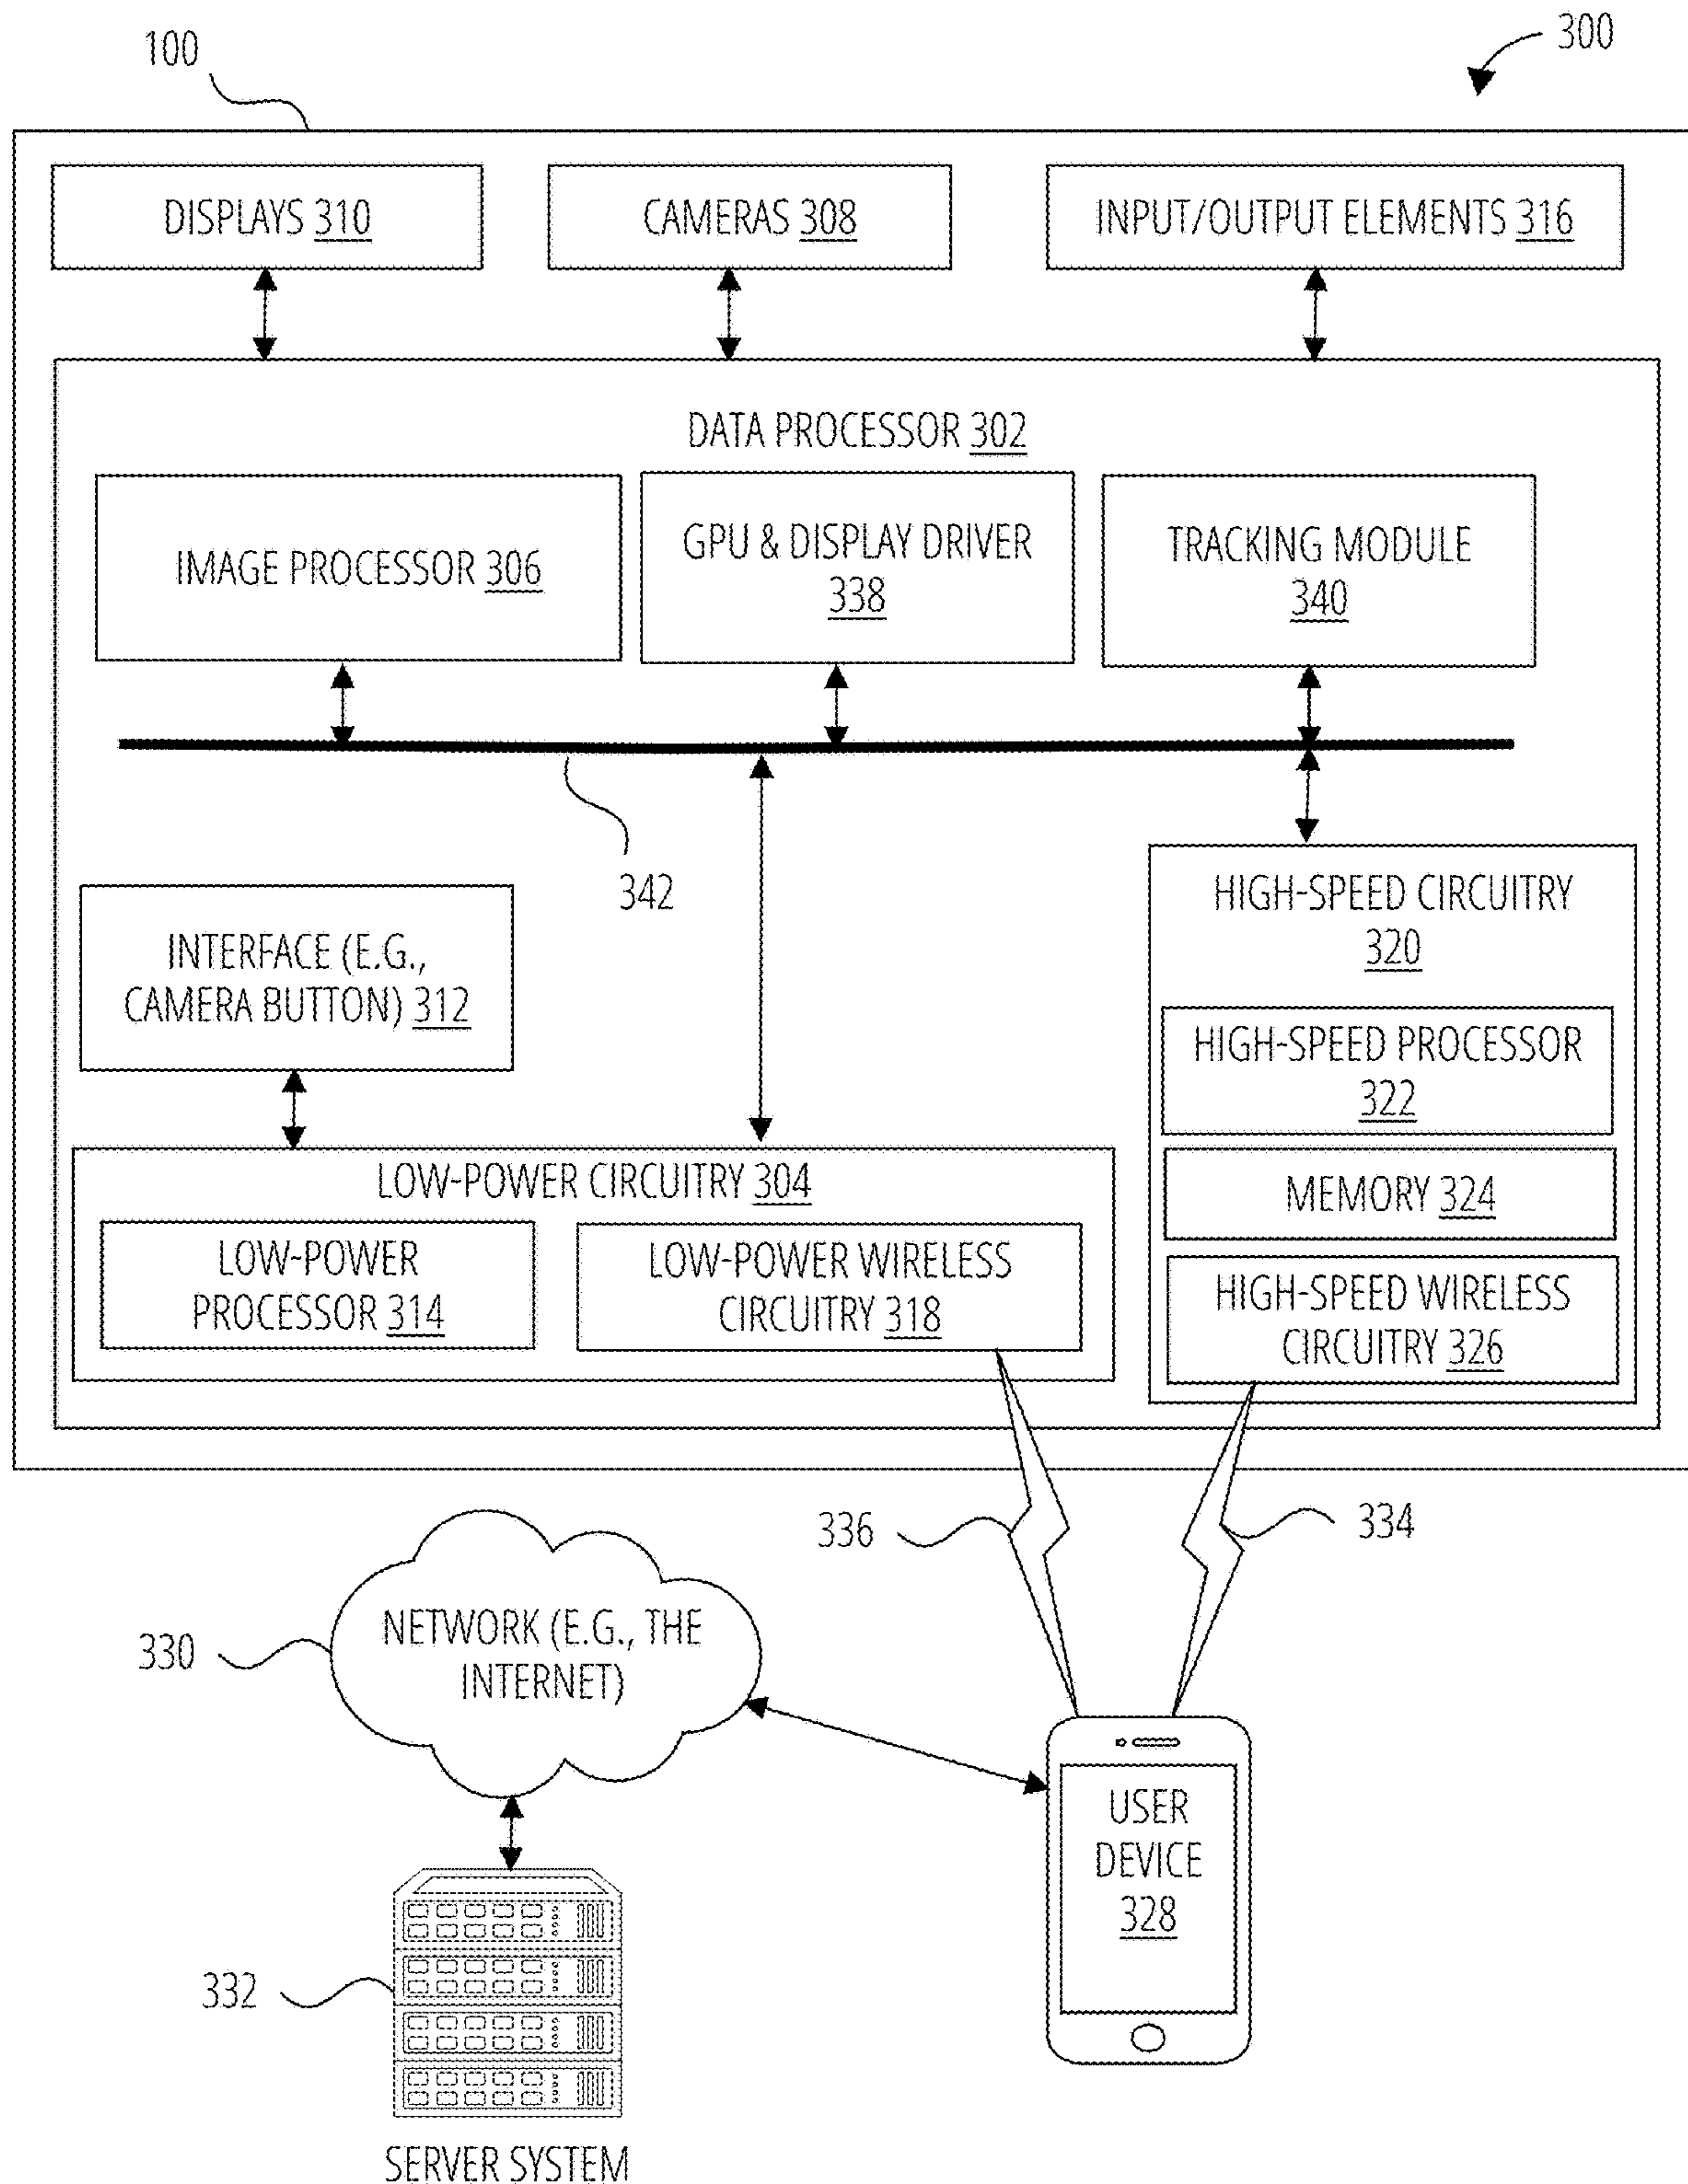 100
300
DISPLAYS 310
CAMERAS 308
INPUT/OUTPUT ELEMENTS 316
DATA PROCESSOR 302
IMAGE PROCESSOR 306
GPU & DISPLAY DRIVER
338
TRACKING MODULE
340
342
INTERFACE (E.G.,
CAMERA BUTTON) 312
HIGH-SPEED CIRCUITRY
320
HIGH-SPEED PROCESSOR
322
MEMORY 324
HIGH-SPEED WIRELESS
CIRCUITRY 326
LOW-POWER CIRCUITRY 304
LOW-POWER
PROCESSOR 314
LOW-POWER WIRELESS
CIRCUITRY 318
336
334
330
NETWORK (E.G., THE
INTERNET)
USER
DEVICE
328
332
SERVER SYSTEM